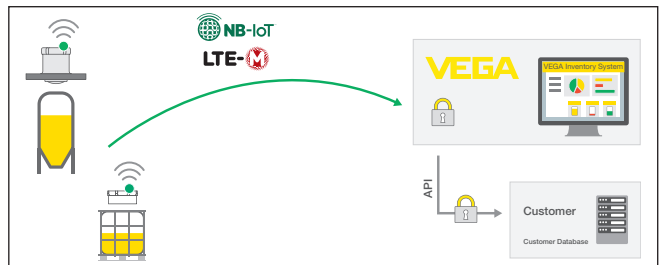 NB-IoT
LTE-M
VEGA
VEGA Inventory System
API
Customer
Customer Database